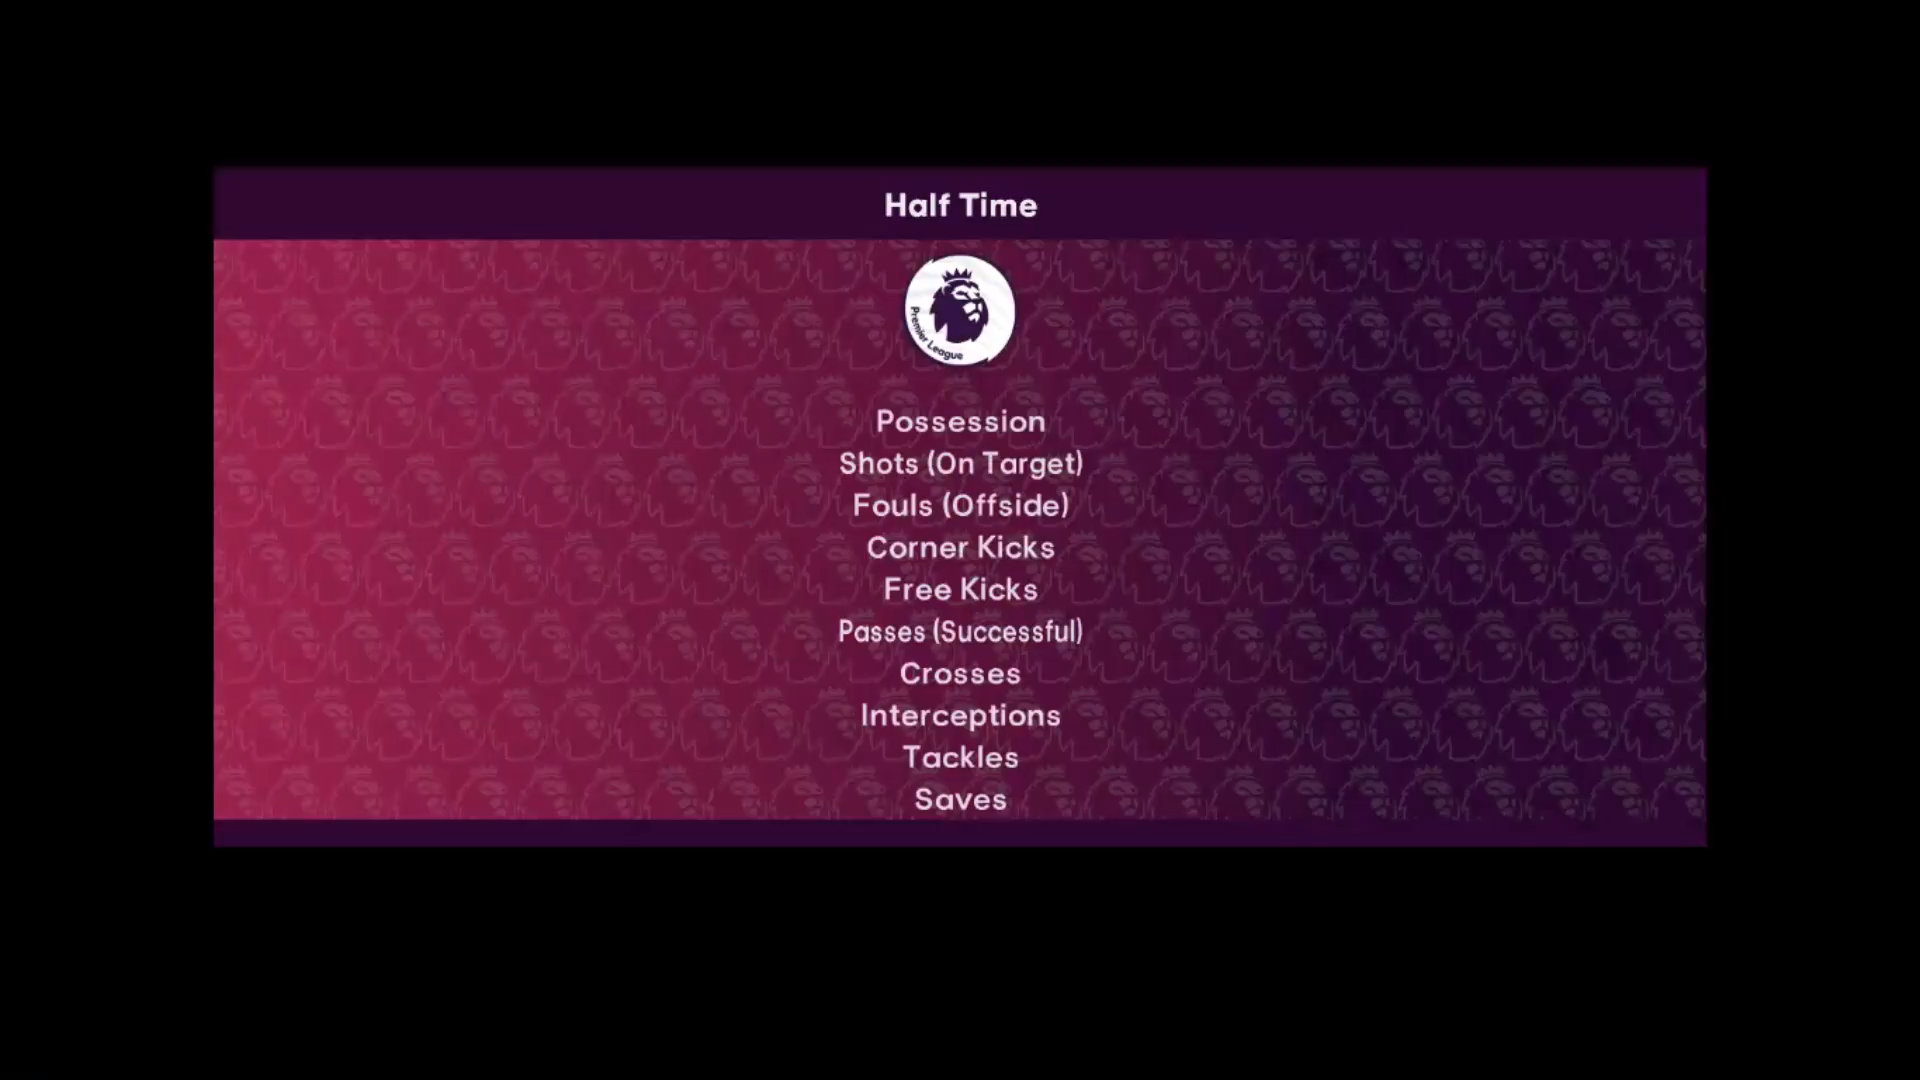 Half Time
Premier League
Possession
Shots (On Target)
Fouls (Offside)
Corner Kicks
Free Kicks
Passes (Successful)
Crosses
Interceptions
Tackles
Saves